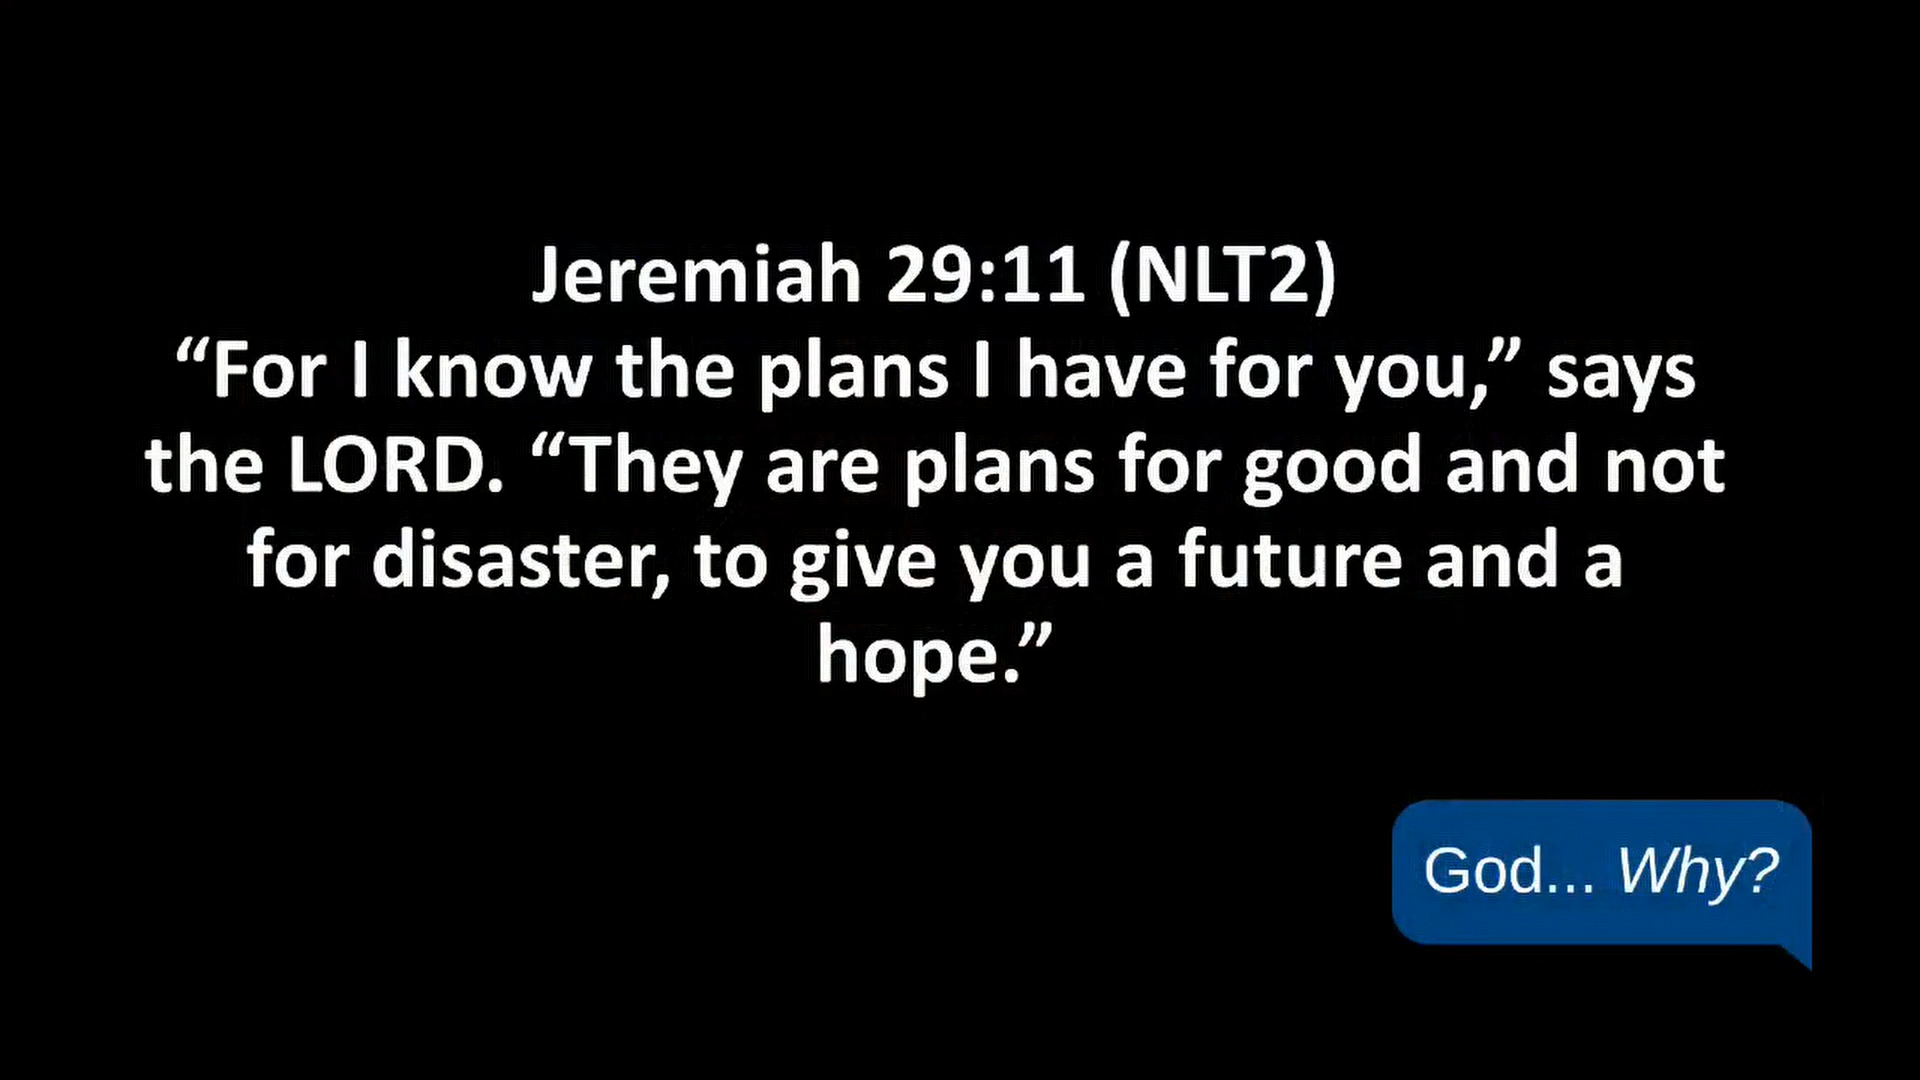 Jeremiah 29:11 (NLT2)
“For I know the plans I have for you,” says
the LORD. “They are plans for good and not
for disaster, to give you a future and a
hope.”
God... Why?